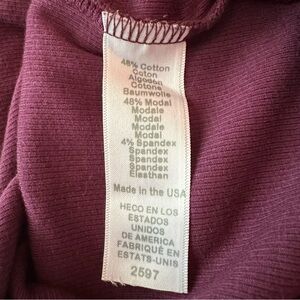 48% Cotton
Coton
Algodon
Cotone
Baumwolle
48% Modal
Modale
Modal
Modale
Modal
4% Spandex
Spandex
Spandex
Spandex
Elasthan
Made in the USA
HECO EN LOS
ESTADOS
UNIDOS
DE AMERICA
FABRIQUÉ EN
ETATS-UNIS
2597